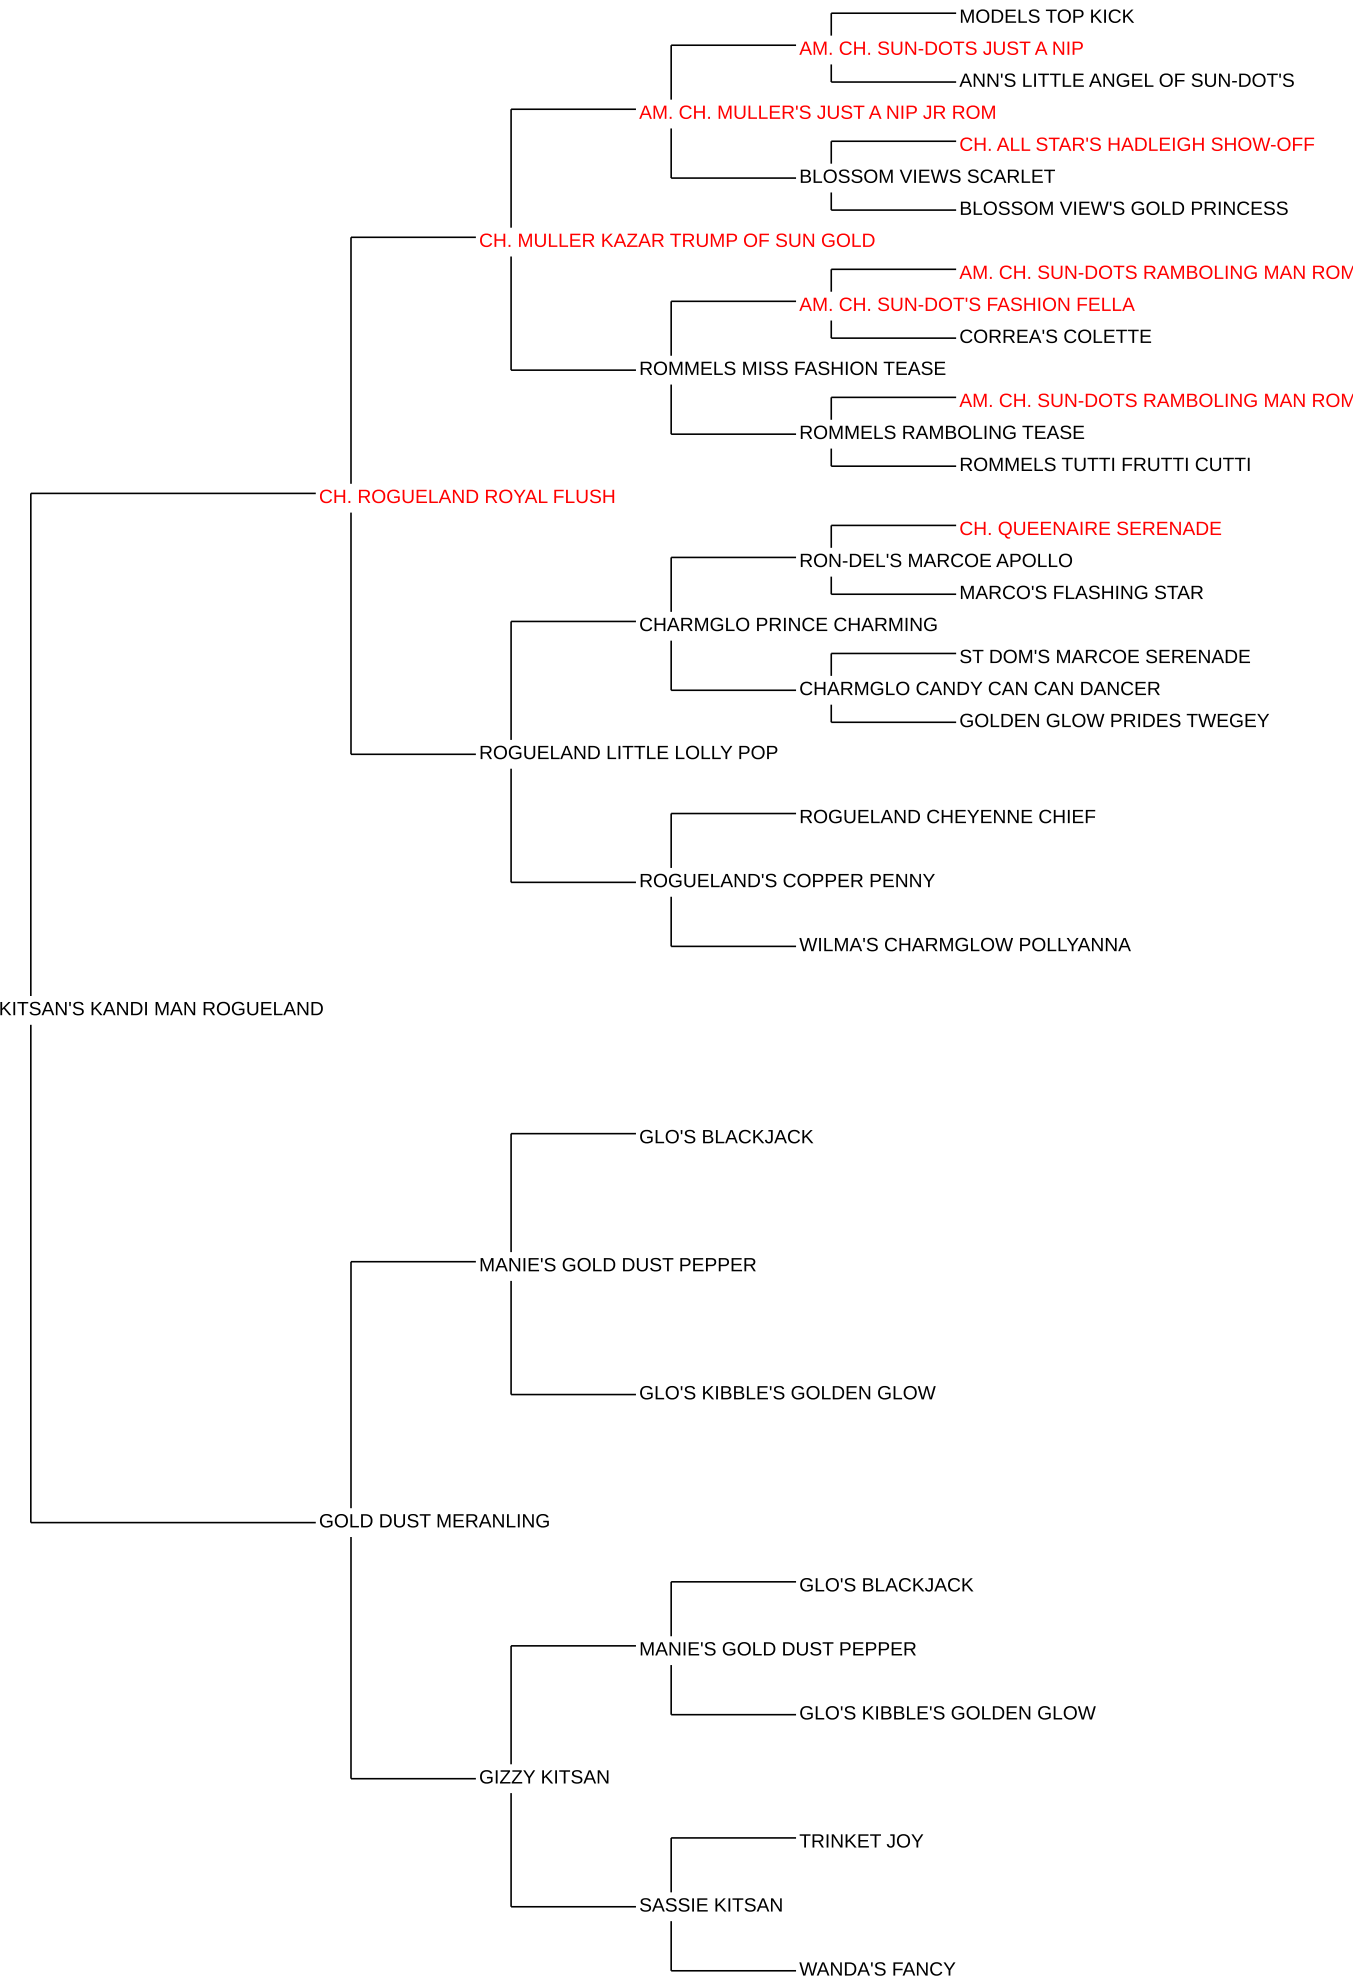 MODELS TOP KICK
AM. CH. SUN-DOTS JUST A NIP
ANN'S LITTLE ANGEL OF SUN-DOT'S
AM. CH. MULLER'S JUST A NIP JR ROM
CH. ALL STAR'S HADLEIGH SHOW-OFF
BLOSSOM VIEWS SCARLET
BLOSSOM VIEW'S GOLD PRINCESS
CH. MULLER KAZAR TRUMP OF SUN GOLD
AM. CH. SUN-DOTS RAMBOLING MAN ROM
AM. CH. SUN-DOT'S FASHION FELLA
CORREA'S COLETTE
ROMMELS MISS FASHION TEASE
AM. CH. SUN-DOTS RAMBOLING MAN ROM
ROMMELS RAMBOLING TEASE
ROMMELS TUTTI FRUTTI CUTTI
CH. ROGUELAND ROYAL FLUSH
CH. QUEENAIRE SERENADE
RON-DEL'S MARCOE APOLLO
MARCO'S FLASHING STAR
CHARMGLO PRINCE CHARMING
ST DOM'S MARCOE SERENADE
CHARMGLO CANDY CAN CAN DANCER
GOLDEN GLOW PRIDES TWEGEY
ROGUELAND LITTLE LOLLY POP
ROGUELAND CHEYENNE CHIEF
ROGUELAND'S COPPER PENNY
WILMA'S CHARMGLOW POLLYANNA
KITSAN'S KANDI MAN ROGUELAND
GLO'S BLACKJACK
MANIE'S GOLD DUST PEPPER
GLO'S KIBBLE'S GOLDEN GLOW
GOLD DUST MERANLING
GLO'S BLACKJACK
MANIE'S GOLD DUST PEPPER
GLO'S KIBBLE'S GOLDEN GLOW
GIZZY KITSAN
TRINKET JOY
SASSIE KITSAN
WANDA'S FANCY